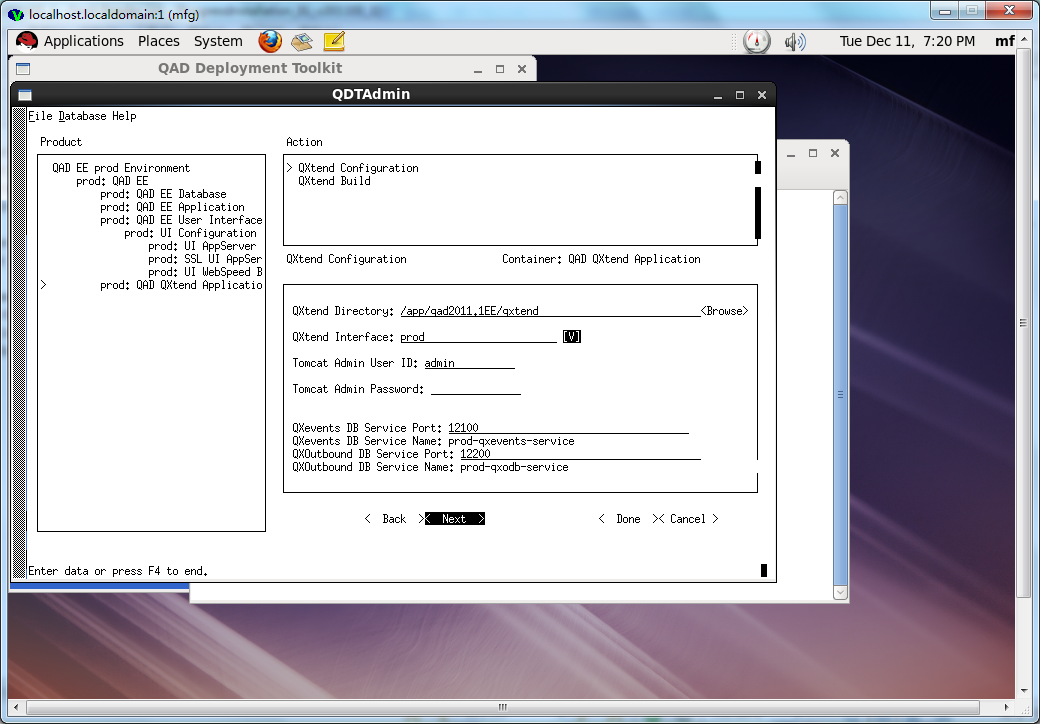 localhost.localdomain:1 (mfg)
Applications Places System
Tue Dec 11, 7:20 PM mf
QAD Deployment Toolkit
QDTAdmin
File Database Help
Product
QAD EE prod Environment
prod: QAD EE
prod: QAD EE Database
prod: QAD EE Application
prod: QAD EE User Interface
prod: UI Configuration
prod: UI AppServer
prod: SSL UI AppSer
prod: UI WebSpeed B
> prod: QAD QXtend Applicatio
Action
> QXtend Configuration
QXtend Build
QXtend Configuration Container: QAD QXtend Application
QXtend Directory: /app/qad2011.1EE/qxtend <Browse>
QXtend Interface: prod [V]
Tomcat Admin User ID: admin
Tomcat Admin Password:
QXevents DB Service Port: 12100
QXevents DB Service Name: prod-qxevents-service
QXOutbound DB Service Port: 12200
QXOutbound DB Service Name: prod-qxodb-service
< Back >< Next > < Done >< Cancel >
Enter data or press F4 to end.